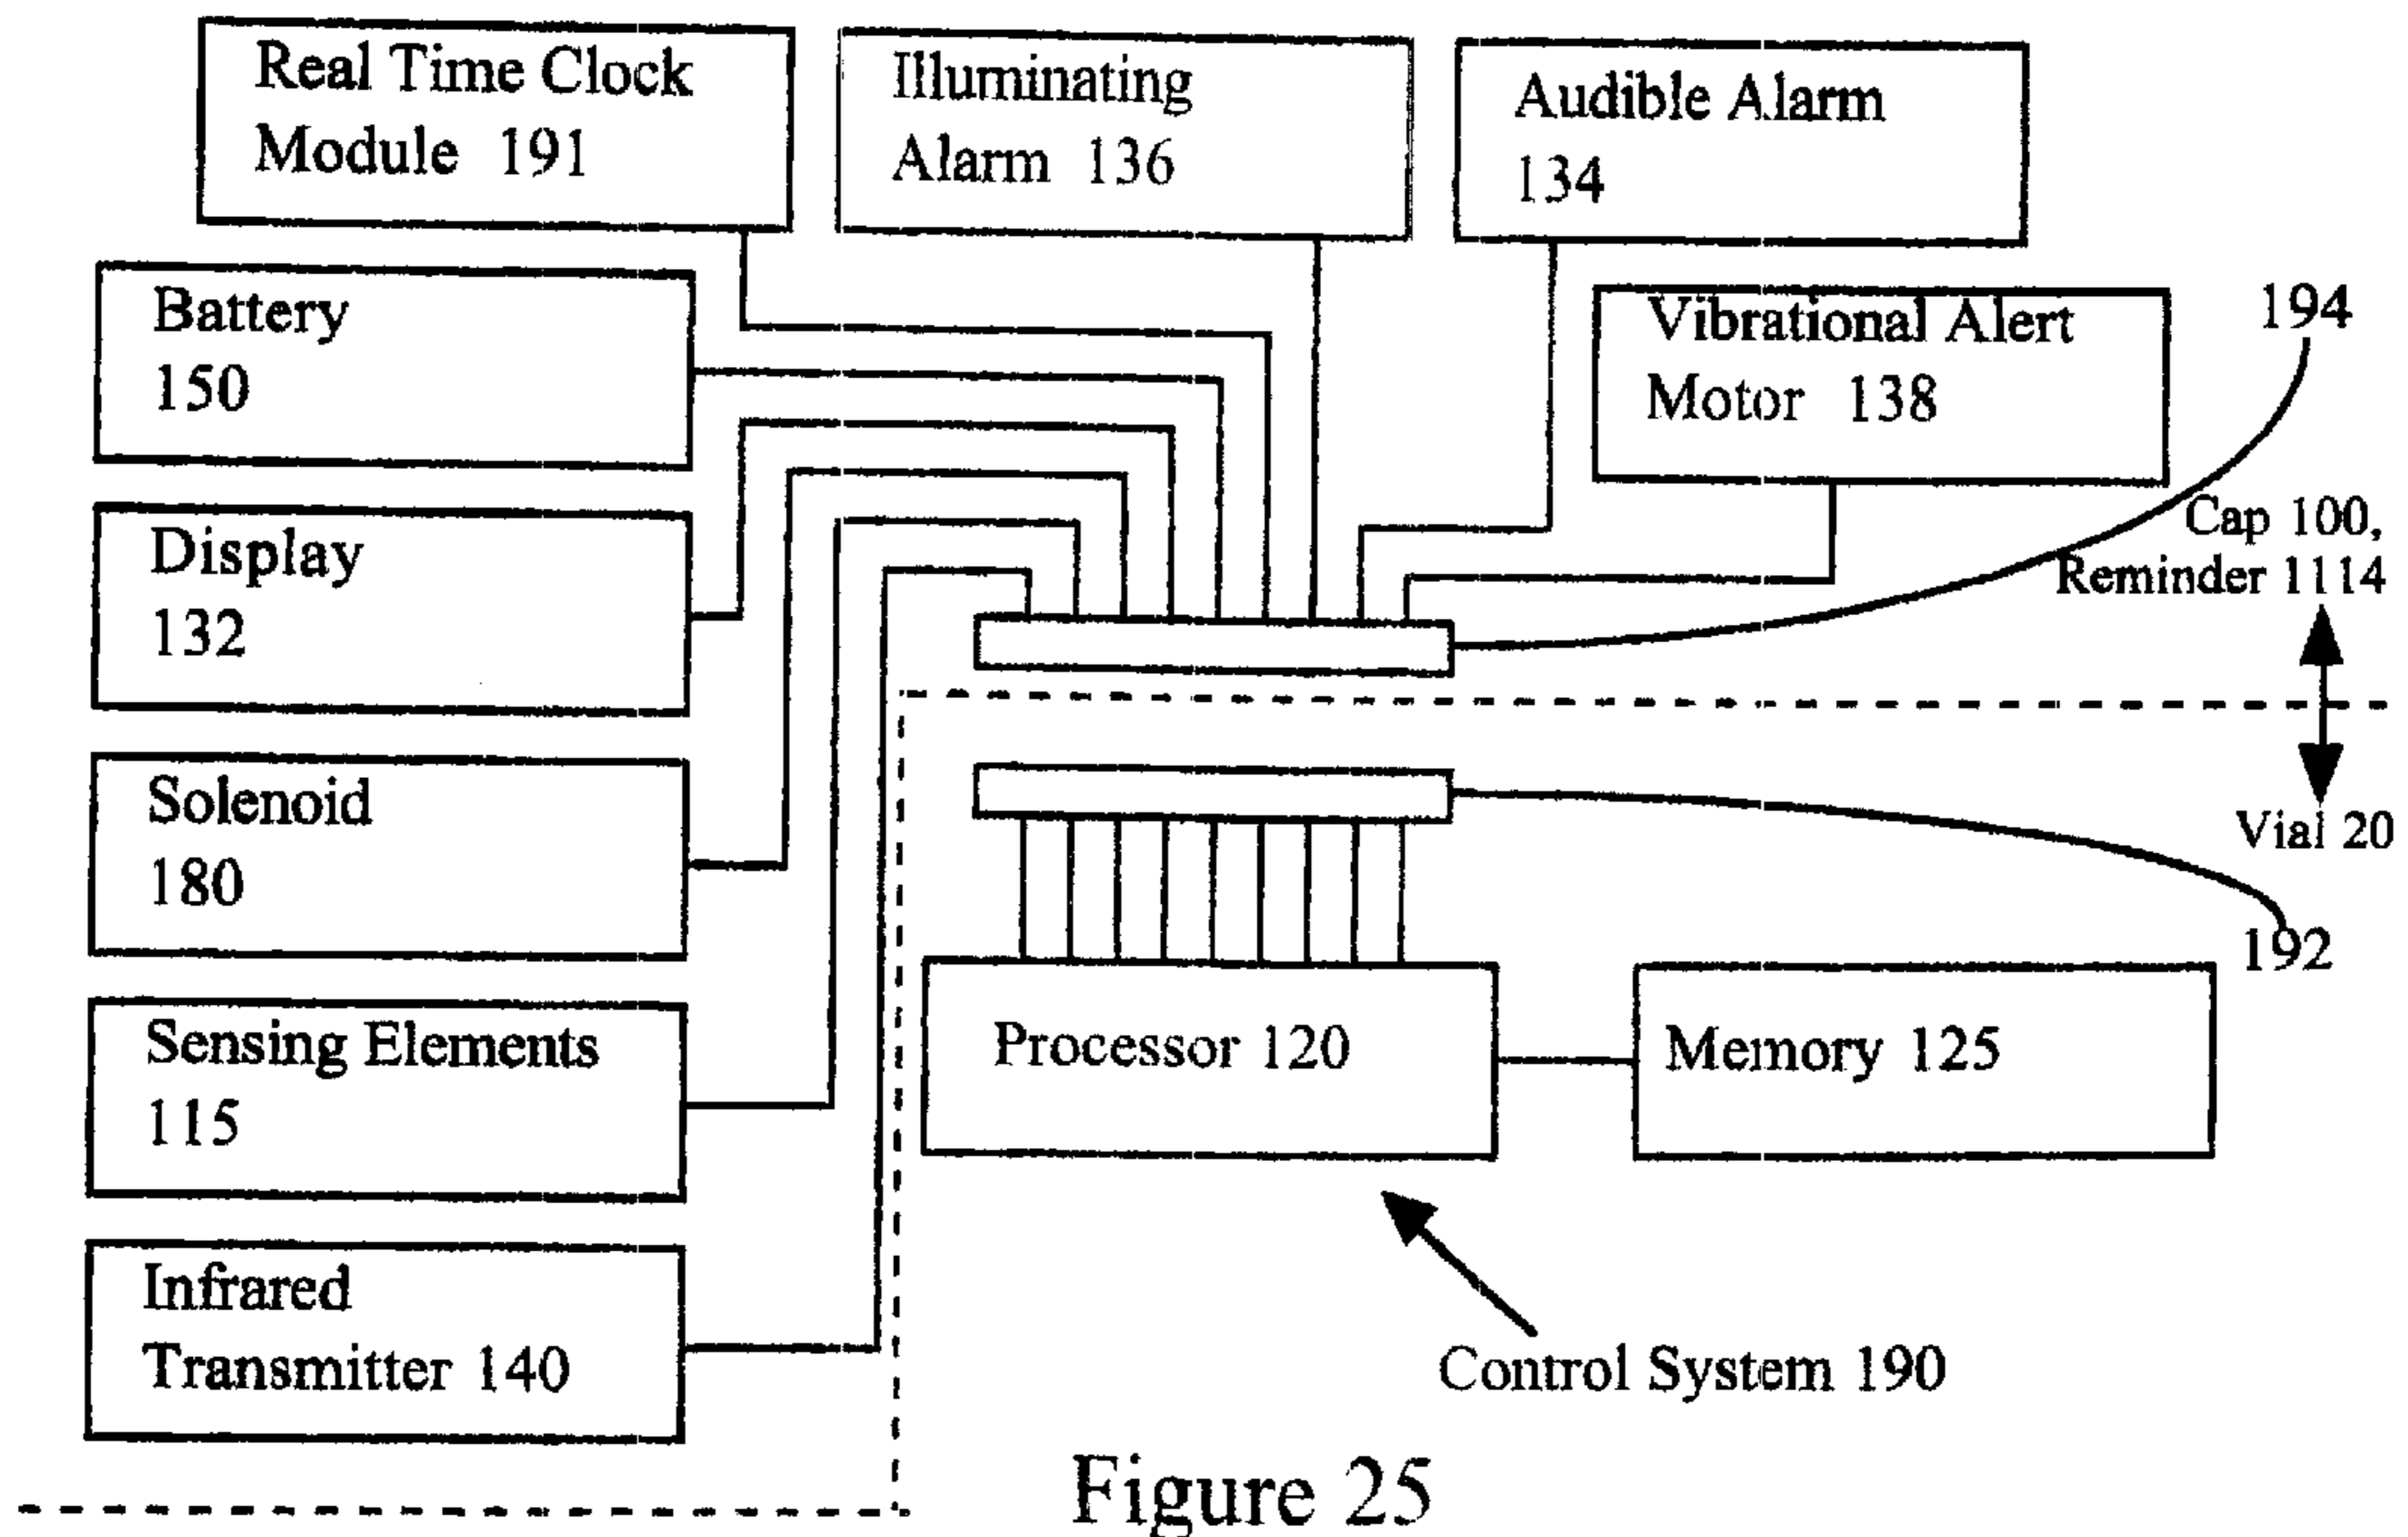 Real Time Clock
Module 191
Illuminating
Alarm 136
Audible Alarm
134
Battery
150
Vibrational Alert
Motor 138
194
Display
132
Cap 100,
Reminder 1114
Solenoid
180
Vial 20
192
Sensing Elements
115
Processor 120
Memory 125
Infrared
Transmitter 140
Control System 190
Figure 25